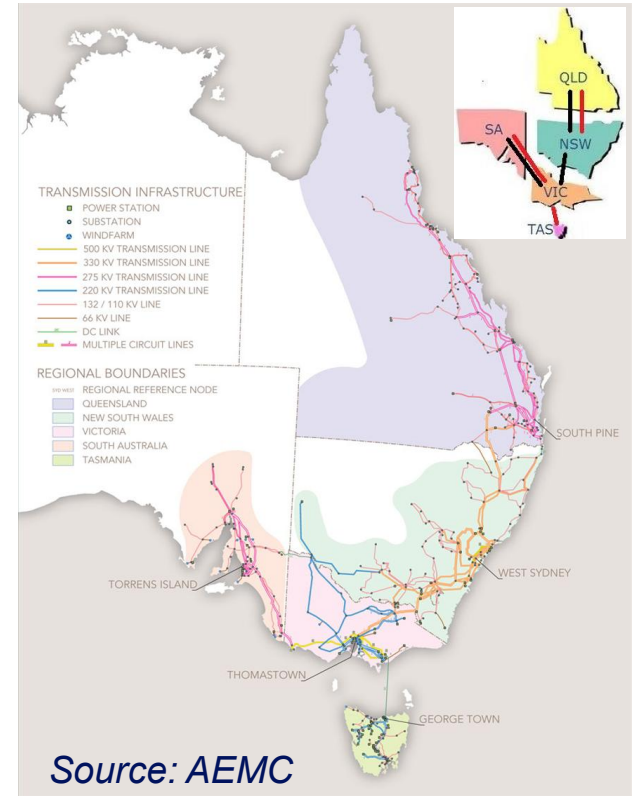 QLD
SA
NSW
VIC
TAS
TRANSMISSION INFRASTRUCTURE
POWER STATION
SUBSTATION
WINDFARM
500 KV TRANSMISSION LINE
330 KV TRANSMISSION LINE
275 KV TRANSMISSION LINE
220 KV TRANSMISSION LINE
132 / 110 KV LINE
66 KV LINE
DC LINK
MULTIPLE CIRCUIT LINES
REGIONAL BOUNDARIES
REGIONAL REFERENCE NODE
QUEENSLAND
NEW SOUTH WALES
VICTORIA
SOUTH AUSTRALIA
TASMANIA
SOUTH PINE
WEST SYDNEY
TORRENS ISLAND
THOMASTOWN
GEORGE TOWN
Source: AEMC